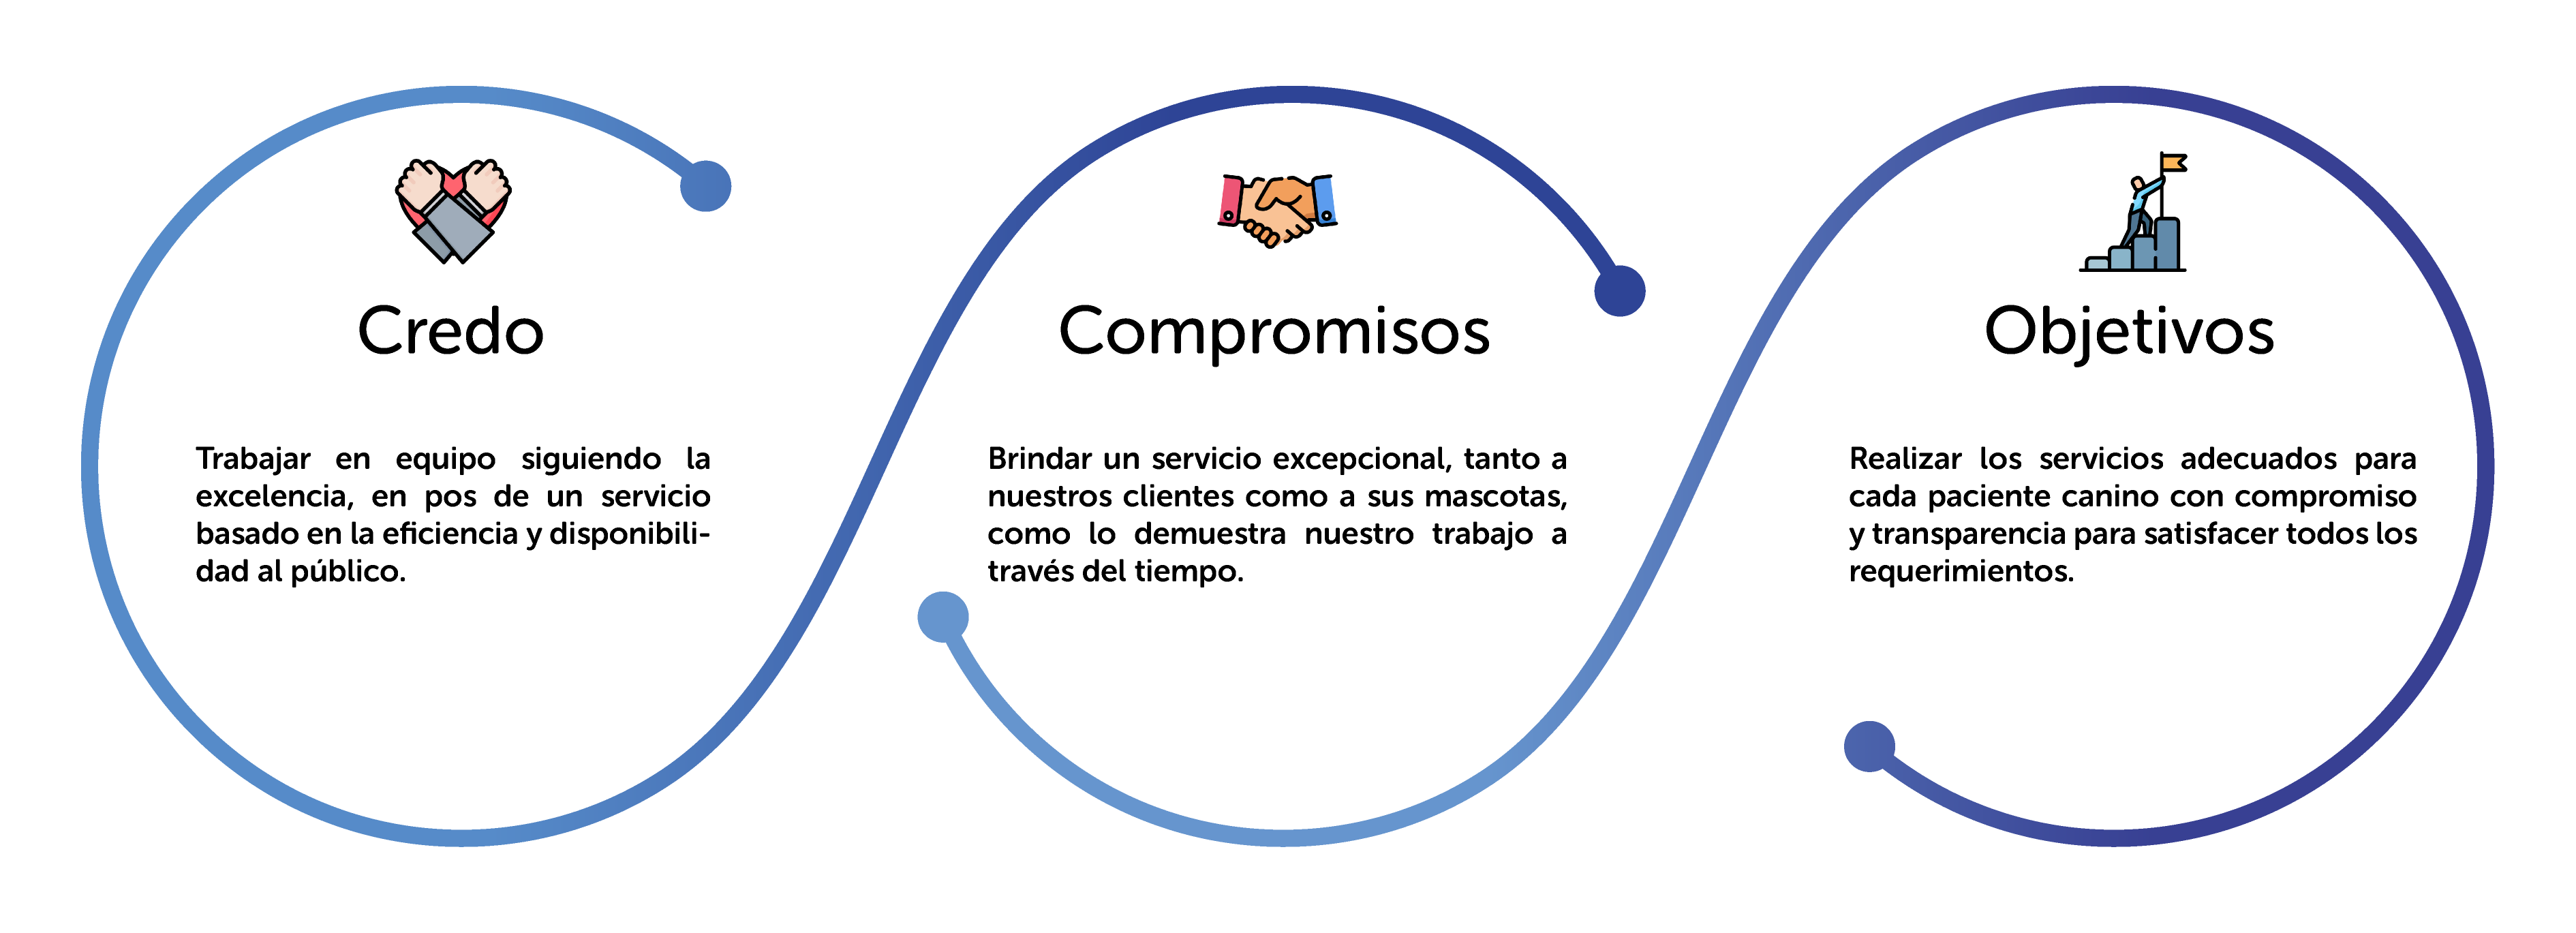 Credo
Trabajar en equipo siguiendo la
excelencia, en pos de un servicio
basado en la eficiencia y disponibili-
dad al público.
Compromisos
Brindar un servicio excepcional, tanto a
nuestros clientes como a sus mascotas,
como lo demuestra nuestro trabajo a
través del tiempo.
Objetivos
Realizar los servicios adecuados para
cada paciente canino con compromiso
y transparencia para satisfacer todos los
requerimientos.